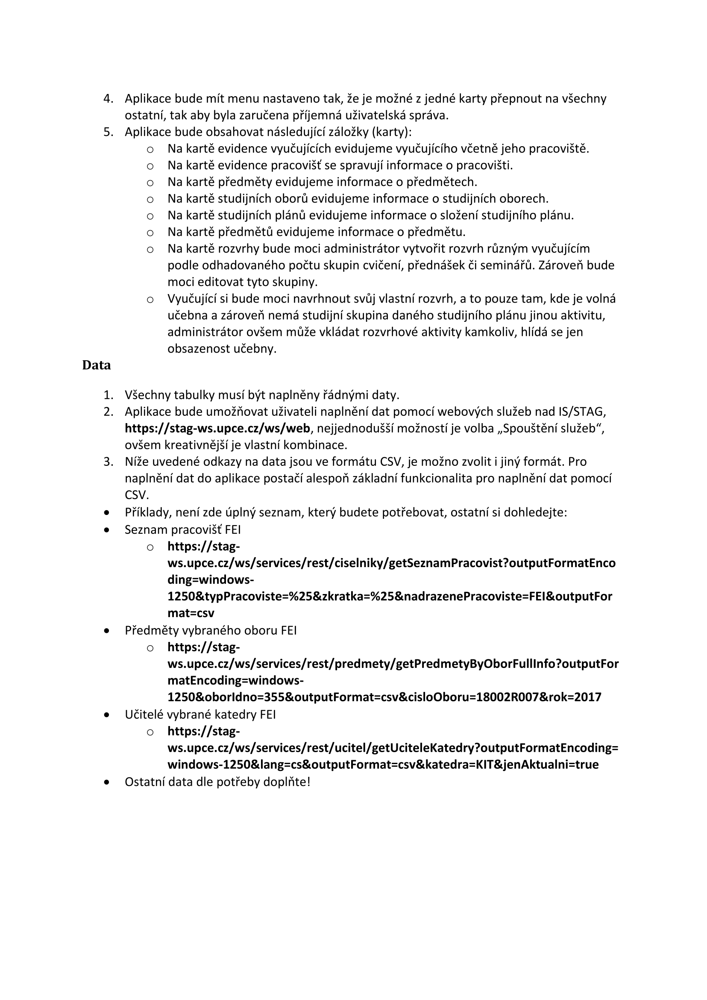 4. Aplikace bude mít menu nastaveno tak, že je možné z jedné karty přepnout na všechny
ostatní, tak aby byla zaručena příjemná uživatelská správa.
5. Aplikace bude obsahovat následující záložky (karty):
o Na kartě evidence vyučujících evidujeme vyučujícího včetně jeho pracoviště.
o Na kartě evidence pracovišť se spravují informace o pracovišti.
o Na kartě předměty evidujeme informace o předmětech.
o Na kartě studijních oborů evidujeme informace o studijních oborech.
o Na kartě studijních plánů evidujeme informace o složení studijního plánu.
o Na kartě předmětů evidujeme informace o předmětu.
o Na kartě rozvrhy bude moci administrátor vytvořit rozvrh různým vyučujícím
podle odhadovaného počtu skupin cvičení, přednášek či seminářů. Zároveň bude
moci editovat tyto skupiny.
o Vyučující si bude moci navrhnout svůj vlastní rozvrh, a to pouze tam, kde je volná
učebna a zároveň nemá studijní skupina daného studijního plánu jinou aktivitu,
administrátor ovšem může vkládat rozvrhové aktivity kamkoliv, hlídá se jen
obsazenost učebny.
Data
1. Všechny tabulky musí být naplněny řádnými daty.
2. Aplikace bude umožňovat uživateli naplnění dat pomocí webových služeb nad IS/STAG,
https://stag-ws.upce.cz/ws/web, nejjednodušší možností je volba „Spouštění služeb“,
ovšem kreativnější je vlastní kombinace.
3. Níže uvedené odkazy na data jsou ve formátu CSV, je možno zvolit i jiný formát. Pro
naplnění dat do aplikace postačí alespoň základní funkcionalita pro naplnění dat pomocí
CSV.
• Příklady, není zde úplný seznam, který budete potřebovat, ostatní si dohledejte:
• Seznam pracovišť FEI
o https://stag-
ws.upce.cz/ws/services/rest/ciselniky/getSeznamPracovist?outputFormatEnco
ding=windows-
1250&typPracoviste=%25&zkratka=%25&nadrazenePracoviste=FEI&outputFor
mat=csv
• Předměty vybraného oboru FEI
o https://stag-
ws.upce.cz/ws/services/rest/predmety/getPredmetyByOborFullInfo?outputFor
matEncoding=windows-
1250&oborIdno=355&outputFormat=csv&cisloOboru=18002R007&rok=2017
• Učitelé vybrané katedry FEI
o https://stag-
ws.upce.cz/ws/services/rest/ucitel/getUciteleKatedry?outputFormatEncoding=
windows-1250&lang=cs&outputFormat=csv&katedra=KIT&jenAktualni=true
• Ostatní data dle potřeby doplňte!